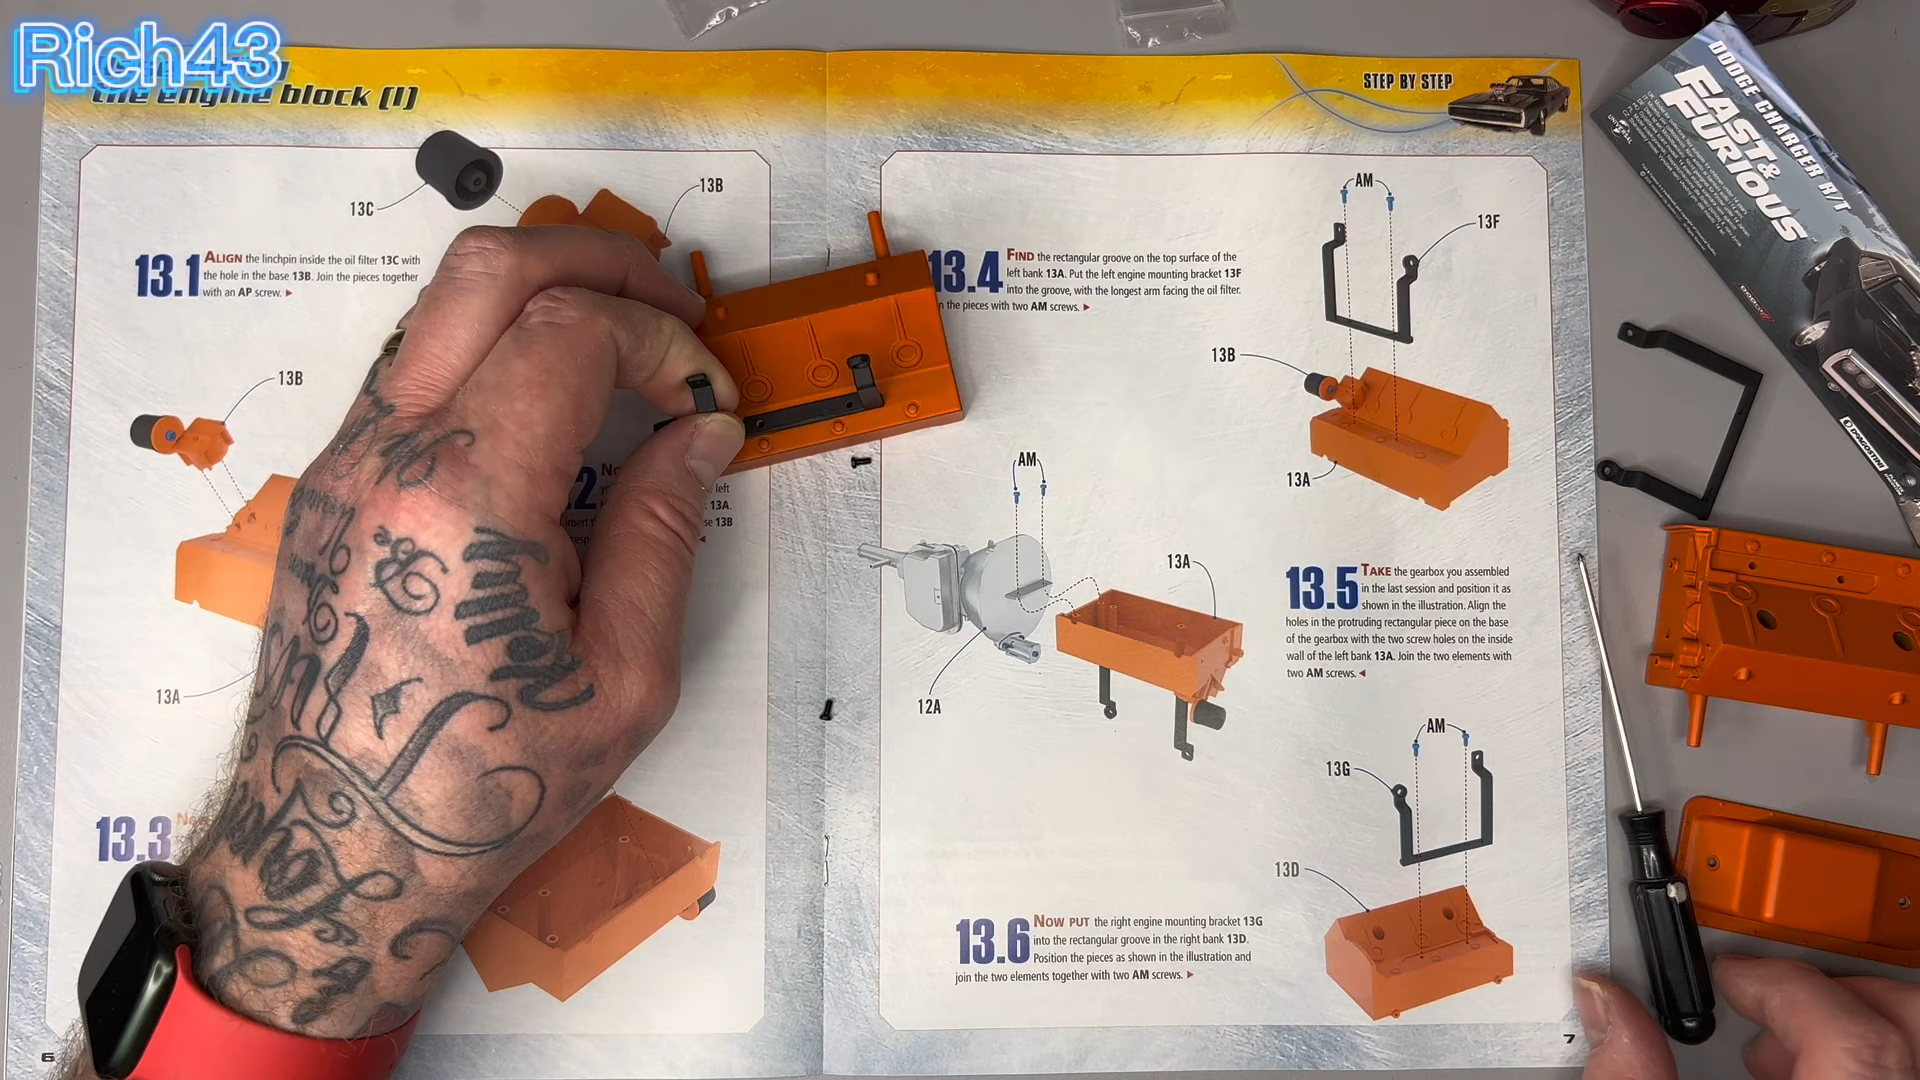 Rich43
the engine block (I)
STEP BY STEP
13C
13B
13.1 ALIGN the linchpin inside the oil filter 13C with
the hole in the base 13B. Join the pieces together
with an AP screw.
13B
left
13A.
13B
13A
13.3
6
13.4 FIND the rectangular groove on the top surface of the
left bank 13A. Put the left engine mounting bracket 13F
into the groove, with the longest arm facing the oil filter.
the pieces with two AM screws.
AM
13F
13B
13A
AM
13A
12A
13.5 TAKE the gearbox you assembled
in the last session and position it as
shown in the illustration. Align the
holes in the protruding rectangular piece on the base
of the gearbox with the two screw holes on the inside
wall of the left bank 13A. Join the two elements with
two AM screws.
AM
13G
13D
13.6 NOW PUT the right engine mounting bracket 13G
into the rectangular groove in the right bank 13D.
Position the pieces as shown in the illustration and
join the two elements together with two AM screws.
7
DODGE CHARGER R/T
FAST &
FURIOUS
UNIVERSAL
DeAGOSTINI